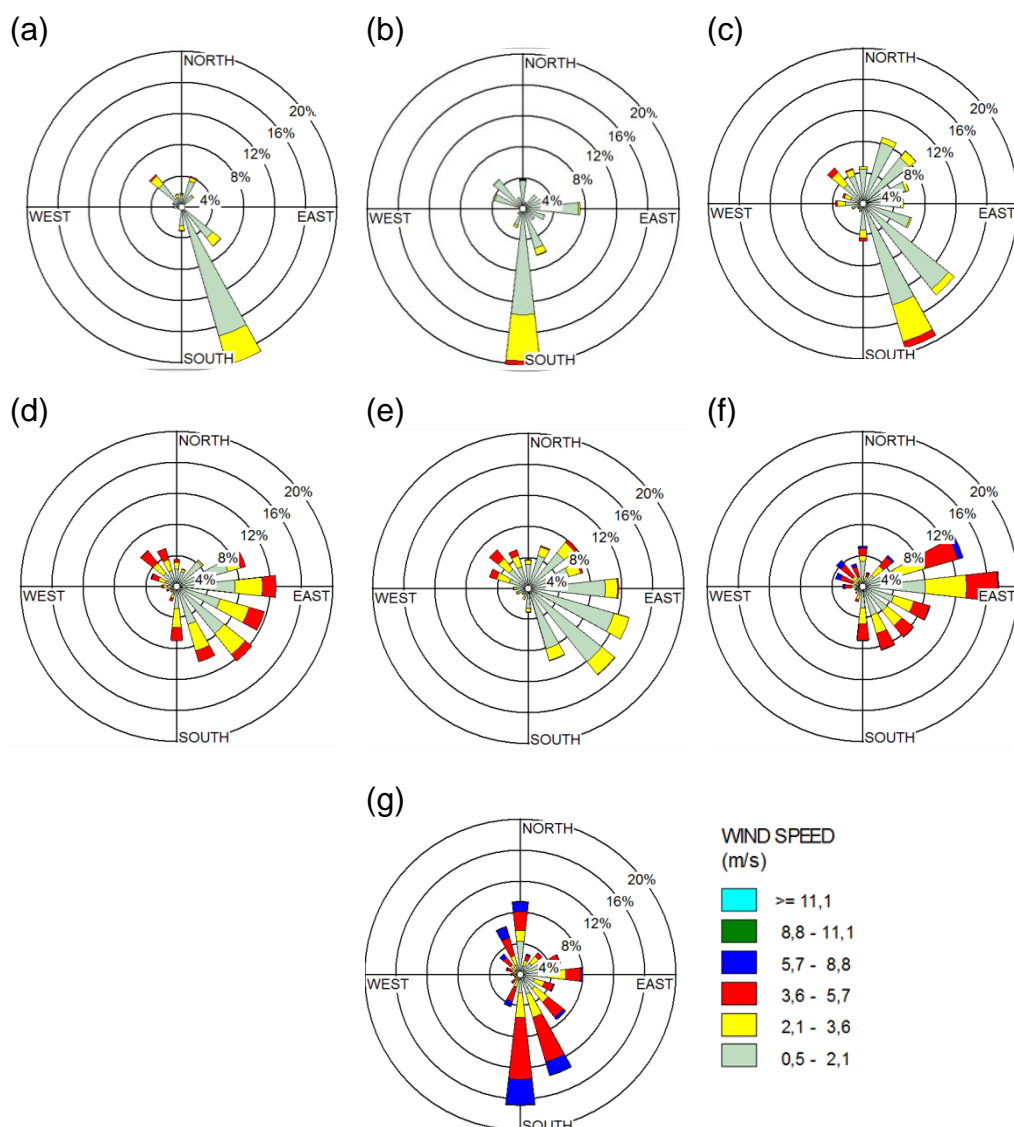 (a)
NORTH
20%
16%
12%
8%
4%
WEST
EAST
SOUTH
(b)
NORTH
20%
16%
12%
8%
4%
WEST
EAST
SOUTH
(c)
NORTH
20%
16%
12%
8%
4%
WEST
EAST
SOUTH
(d)
NORTH
20%
16%
12%
8%
4%
WEST
EAST
SOUTH
(e)
NORTH
20%
16%
12%
8%
4%
WEST
EAST
SOUTH
(f)
NORTH
20%
16%
12%
8%
4%
WEST
EAST
SOUTH
(g)
NORTH
20%
16%
12%
8%
4%
WEST
EAST
SOUTH
WIND SPEED
(m/s)
>= 11,1
8,8 - 11,1
5,7 - 8,8
3,6 - 5,7
2,1 - 3,6
0,5 - 2,1